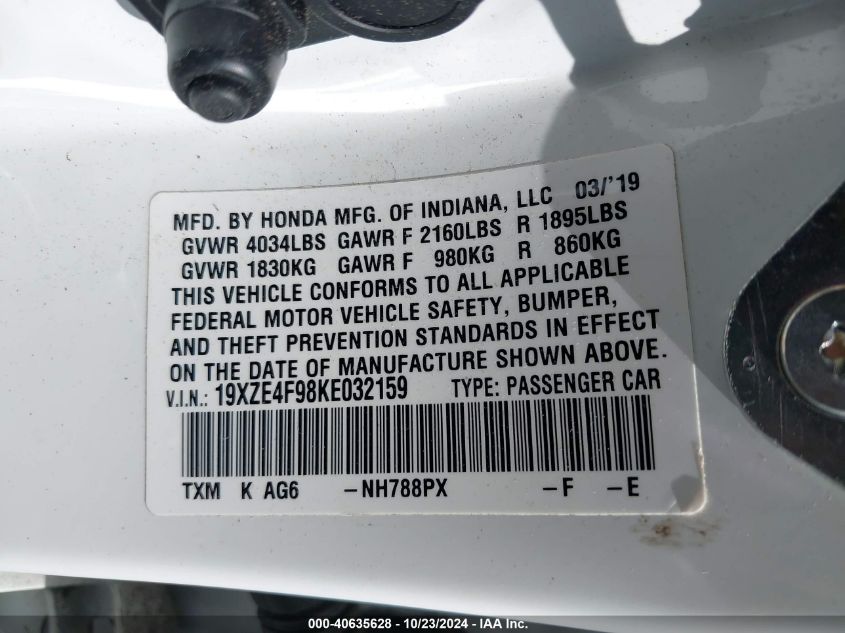 MFD. BY HONDA MFG. OF INDIANA, LLC 03/'19
GVWR 4034LBS GAWR F 2160LBS R 1895LBS
GVWR 1830KG GAWR F 980KG R 860KG
THIS VEHICLE CONFORMS TO ALL APPLICABLE
FEDERAL MOTOR VEHICLE SAFETY, BUMPER,
AND THEFT PREVENTION STANDARDS IN EFFECT
ON THE DATE OF MANUFACTURE SHOWN ABOVE.
V.I.N.: 19XZE4F98KE032159 TYPE: PASSENGER CAR
TXM K AG6 –NH788PX –F –E
000-40635628 - 10/23/2024 - IAA Inc.